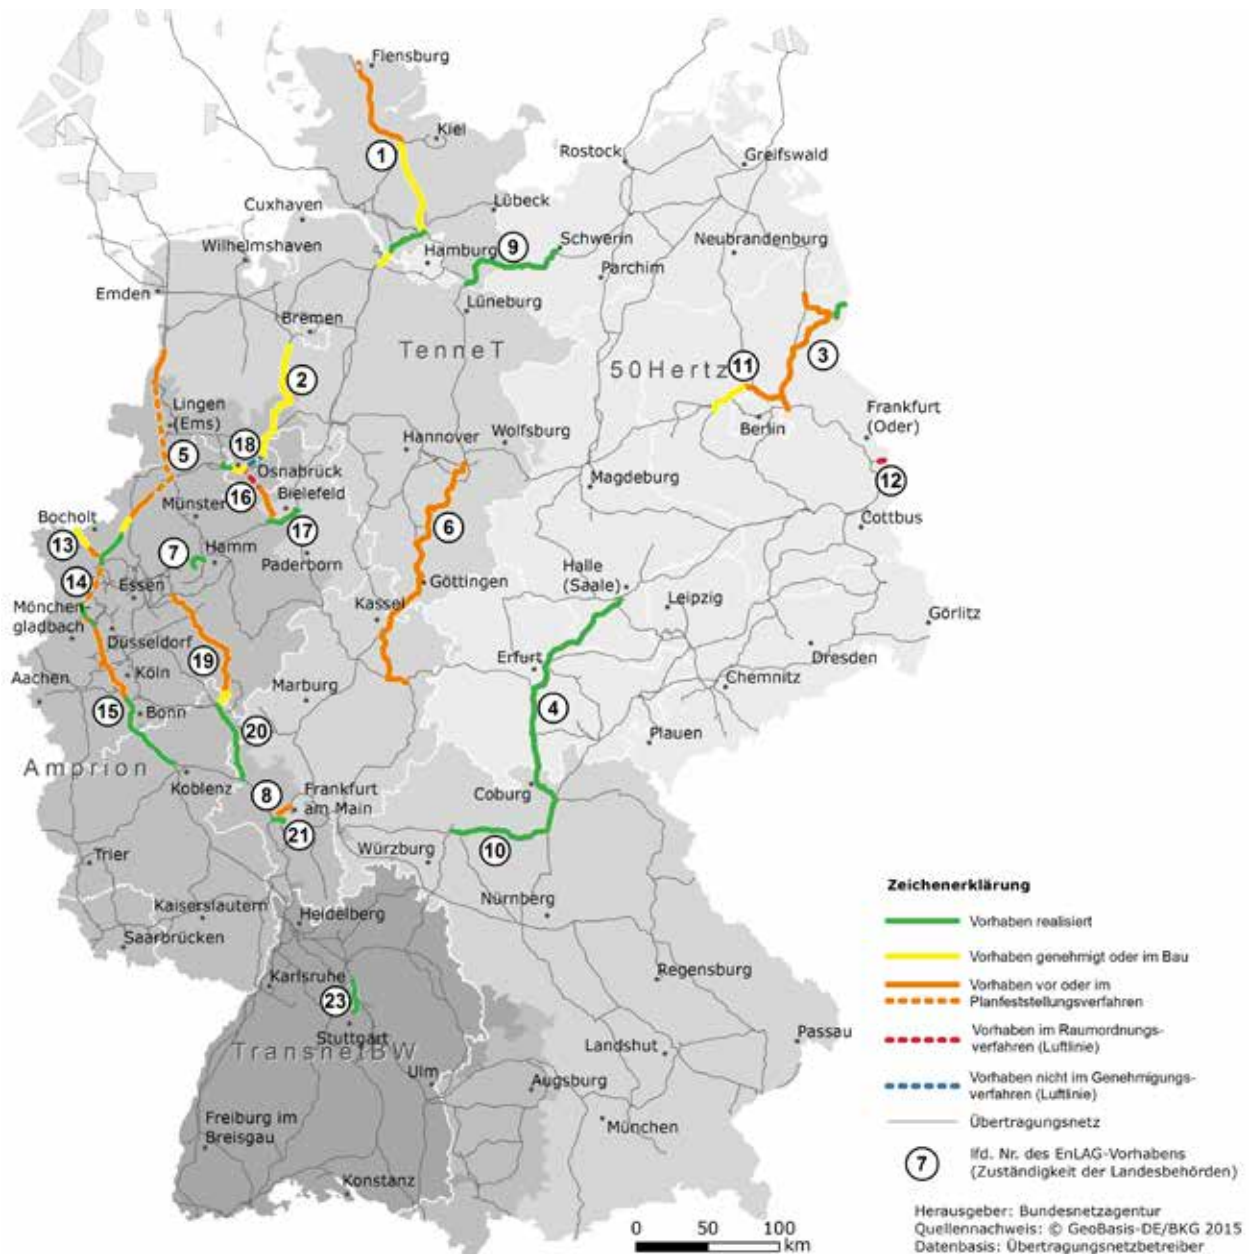 Flensburg
Kiel
1
Rostock
Greifswald
Cuxhaven
Lübeck
Wilhelmshaven
Hamburg
9
Schwerin
Neubrandenburg
Parchim
Emden
Lüneburg
Bremen
TenneT
3
2
50Hertz
11
Lingen
(Ems)
Frankfurt
(Oder)
Berlin
Hannover
Wolfsburg
18
5
Osnabrück
Magdeburg
12
16
Bielefeld
Münster
Bocholt
17
6
Cottbus
13
7
Hamm
Paderborn
Halle
(Saale)
14
Essen
Göttingen
Leipzig
Mönchen-
gladbach
Kassel
Görlitz
Düsseldorf
Dresden
Erfurt
Köln
19
Aachen
Marburg
Chemnitz
15
Bonn
4
20
Plauen
Amprion
Koblenz
8
Frankfurt
am Main
Coburg
21
Würzburg
10
Trier
Nürnberg
Kaiserslautern
Heidelberg
Saarbrücken
Karlsruhe
Regensburg
23
Stuttgart
TransnetBW
Passau
Landshut
Ulm
Augsburg
München
Freiburg im
Breisgau
Konstanz
Zeichenerklärung
Vorhaben realisiert
Vorhaben genehmigt oder im Bau
Vorhaben vor oder im
Planfeststellungsverfahren
Vorhaben im Raumordnungs-
verfahren (Luftlinie)
Vorhaben nicht im Genehmigungs-
verfahren (Luftlinie)
Übertragungsnetz
7
lfd. Nr. des EnLAG-Vorhabens
(Zuständigkeit der Landesbehörden)
Herausgeber: Bundesnetzagentur
Quellennachweis: © GeoBasis-DE/BKG 2015
Datenbasis: Übertragungsnetzbetreiber
0 50 100
km